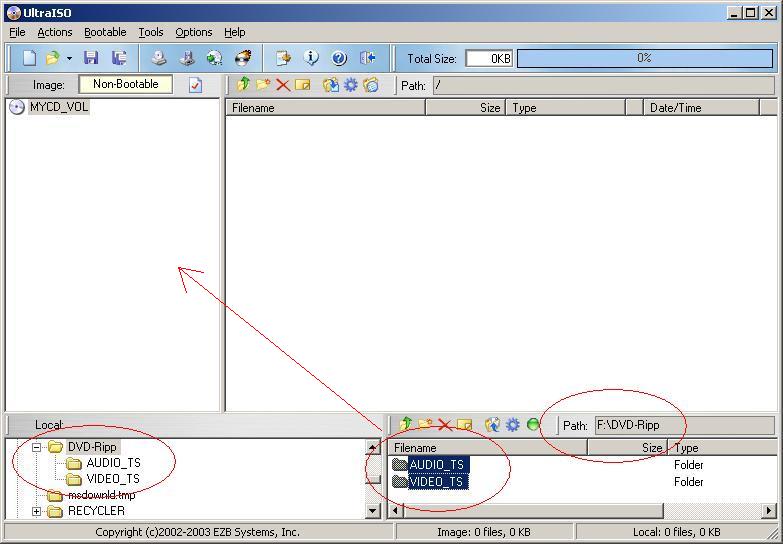 UltraISO
File Actions Bootable Tools Options Help
Total Size: 0KB 0%
Image: Non-Bootable Path: /
MYCD_VOL Filename Size Type Date/Time
Local: Path: F:\DVD-Ripp
DVD-Ripp Filename Size Type
AUDIO_TS AUDIO_TS Folder
VIDEO_TS VIDEO_TS Folder
msdownld.tmp
RECYCLER
Copyright (c)2002-2003 EZB Systems, Inc. Image: 0 files, 0 KB Local: 0 files, 0 KB